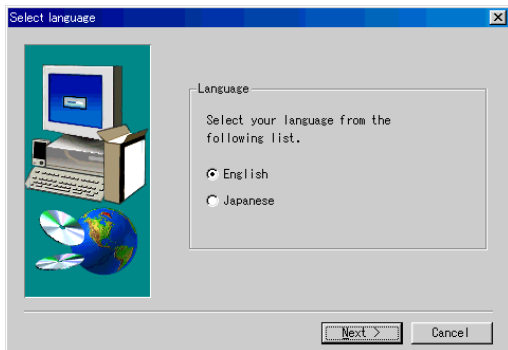 Select language
Language
Select your language from the
following list.
English
Japanese
Next >
Cancel